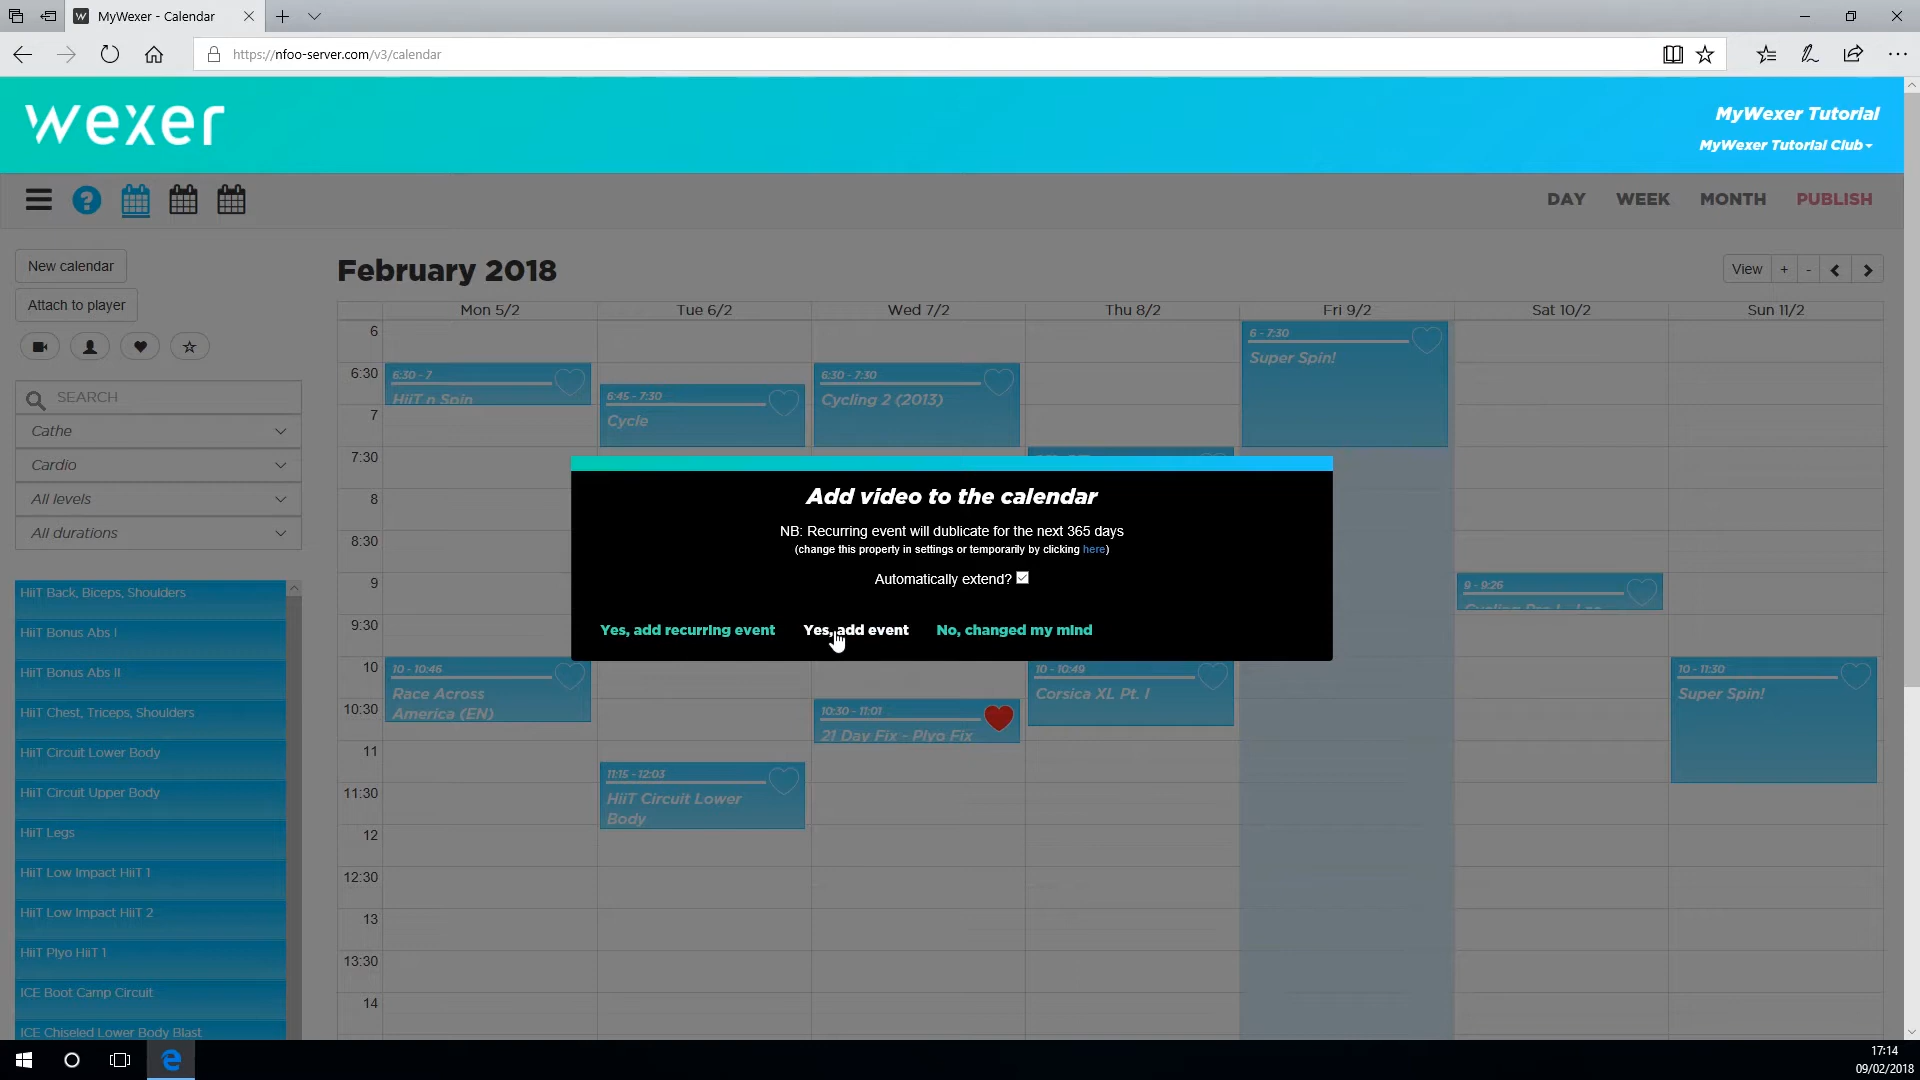 MyWexer - Calendar
https://nfoo-server.com/v3/calendar
wexer
MyWexer Tutorial
MyWexer Tutorial Club
?
DAY WEEK MONTH PUBLISH
New calendar
Attach to player
SEARCH
Cathe
Cardio
All levels
All durations
HiiT Back, Biceps, Shoulders
HiiT Bonus Abs I
HiiT Bonus Abs II
HiiT Chest, Triceps, Shoulders
HiiT Circuit Lower Body
HiiT Circuit Upper Body
HiiT Legs
HiiT Low Impact HiiT 1
HiiT Low Impact HiiT 2
HiiT Plyo HiiT 1
ICE Boot Camp Circuit
ICE Chiseled Lower Body Blast
February 2018
View + -
Mon 5/2 Tue 6/2 Wed 7/2 Thu 8/2 Fri 9/2 Sat 10/2 Sun 11/2
6
6:30
7
7:30
8
8:30
9
9:30
10
10:30
11
11:30
12
12:30
13
13:30
14
6:30 - 7
HiiT n Spin
10 - 10:46
Race Across
America (EN)
6:45 - 7:30
Cycle
11:15 - 12:03
HiiT Circuit Lower
Body
6:30 - 7:30
Cycling 2 (2013)
10:30 - 11:01
21 Day Fix - Plyo Fix
10 - 10:49
Corsica XL Pt. I
6 - 7:30
Super Spin!
9 - 9:26
10 - 11:30
Super Spin!
Add video to the calendar
NB: Recurring event will dublicate for the next 365 days
(change this property in settings or temporarily by clicking here)
Automatically extend?
Yes, add recurring event Yes, add event No, changed my mind
17:14
09/02/2018